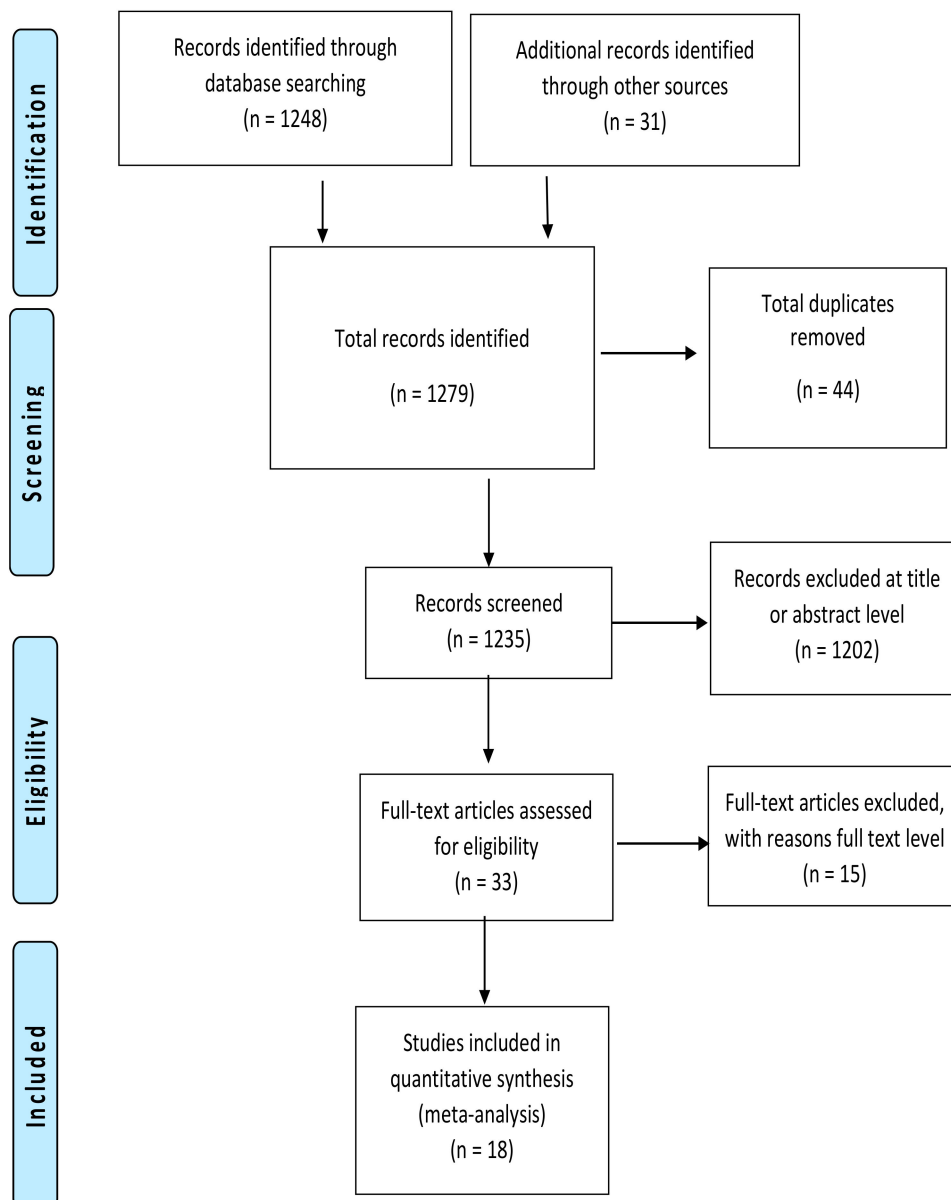 Identification
Records identified through
database searching
(n = 1248)
Additional records identified
through other sources
(n = 31)
Screening
Total records identified
(n = 1279)
Total duplicates
removed
(n = 44)
Records screened
(n = 1235)
Records excluded at title
or abstract level
(n = 1202)
Eligibility
Full-text articles assessed
for eligibility
(n = 33)
Full-text articles excluded,
with reasons full text level
(n = 15)
Included
Studies included in
quantitative synthesis
(meta-analysis)
(n = 18)